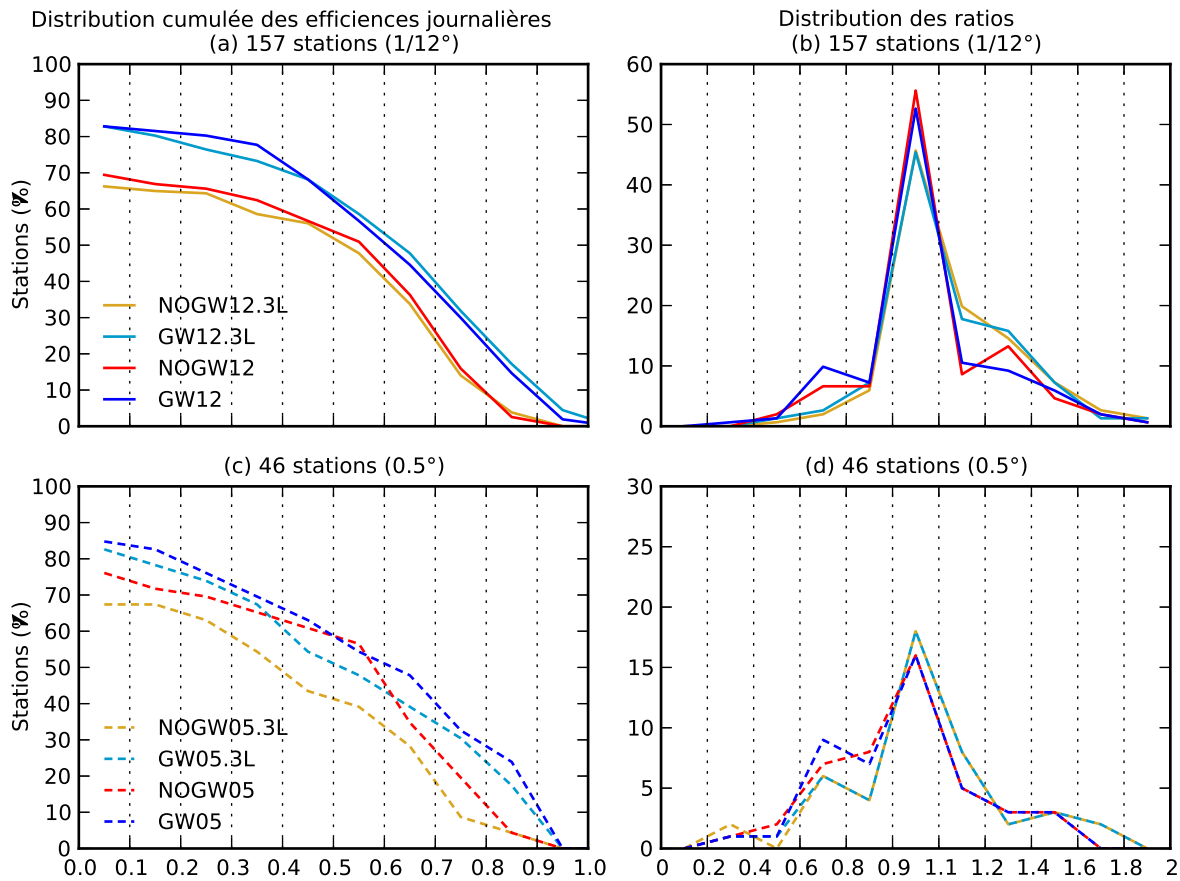 Distribution cumulée des efficiences journalières
(a) 157 stations (1/12°)
100
90
80
70
60
50
40
30
20
10
0
Stations (%)
NOGW12.3L
GW12.3L
NOGW12
GW12
Distribution des ratios
(b) 157 stations (1/12°)
60
50
40
30
20
10
0
(c) 46 stations (0.5°)
100
90
80
70
60
50
40
30
20
10
0
Stations (%)
NOGW05.3L
GW05.3L
NOGW05
GW05
0.0 0.1 0.2 0.3 0.4 0.5 0.6 0.7 0.8 0.9 1.0
(d) 46 stations (0.5°)
30
25
20
15
10
5
0
0 0.2 0.4 0.6 0.8 0.9 1.1 1.2 1.4 1.6 1.8 2